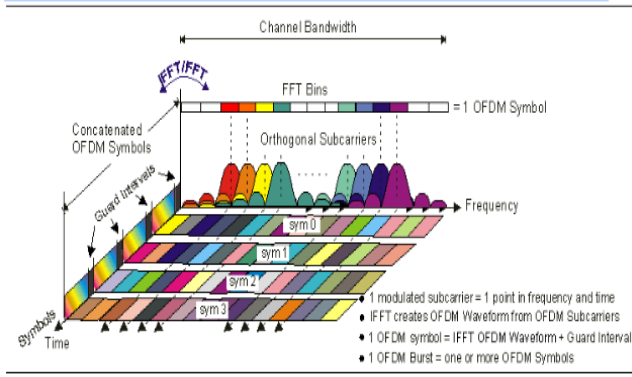 Channel Bandwidth
IFFT/FFT
FFT Bins
= 1 OFDM Symbol
Concatenated
OFDM Symbols
Orthogonal Subcarriers
Guard Intervals
Frequency
sym 0
sym 1
sym 2
sym 3
Symbols
Time
● 1 modulated subcarrier = 1 point in frequency and time
● IFFT creates OFDM Waveform from OFDM Subcarriers
● 1 OFDM symbol = IFFT OFDM Waveform + Guard Interval
● 1 OFDM Burst = one or more OFDM Symbols